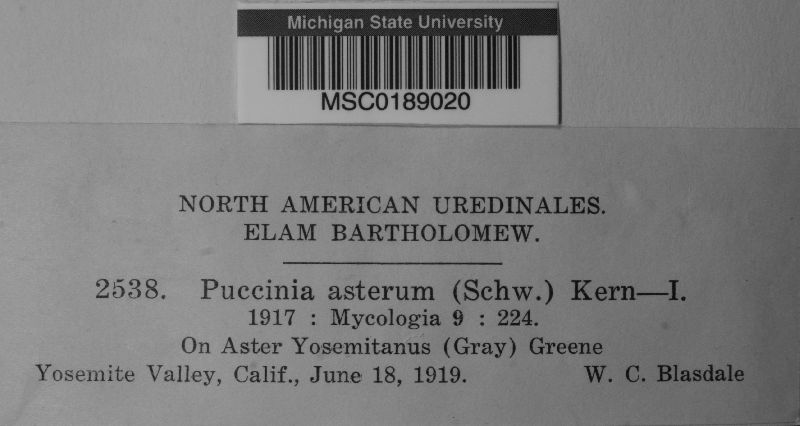 Michigan State University
MSC0189020
NORTH AMERICAN UREDINALES.
ELAM BARTHOLOMEW.
2538. Puccinia asterum (Schw.) Kern—I.
1917 : Mycologia 9 : 224.
On Aster Yosemitanus (Gray) Greene
Yosemite Valley, Calif., June 18, 1919. W. C. Blasdale